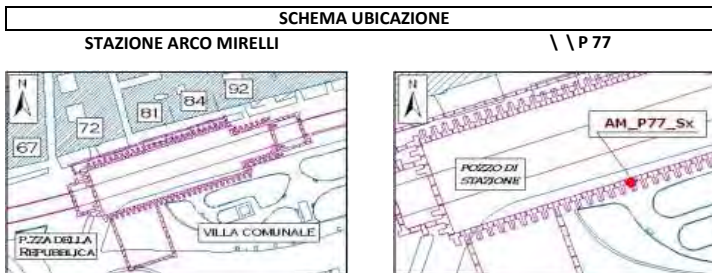 SCHEMA UBICAZIONE
STAZIONE ARCO MIRELLI
\ \ P 77
N
92
84
81
72
67
P.ZZA DELLA
REPUBBLICA
VILLA COMUNALE
N
AM_P77_Sx
POZZO DI
STAZIONE